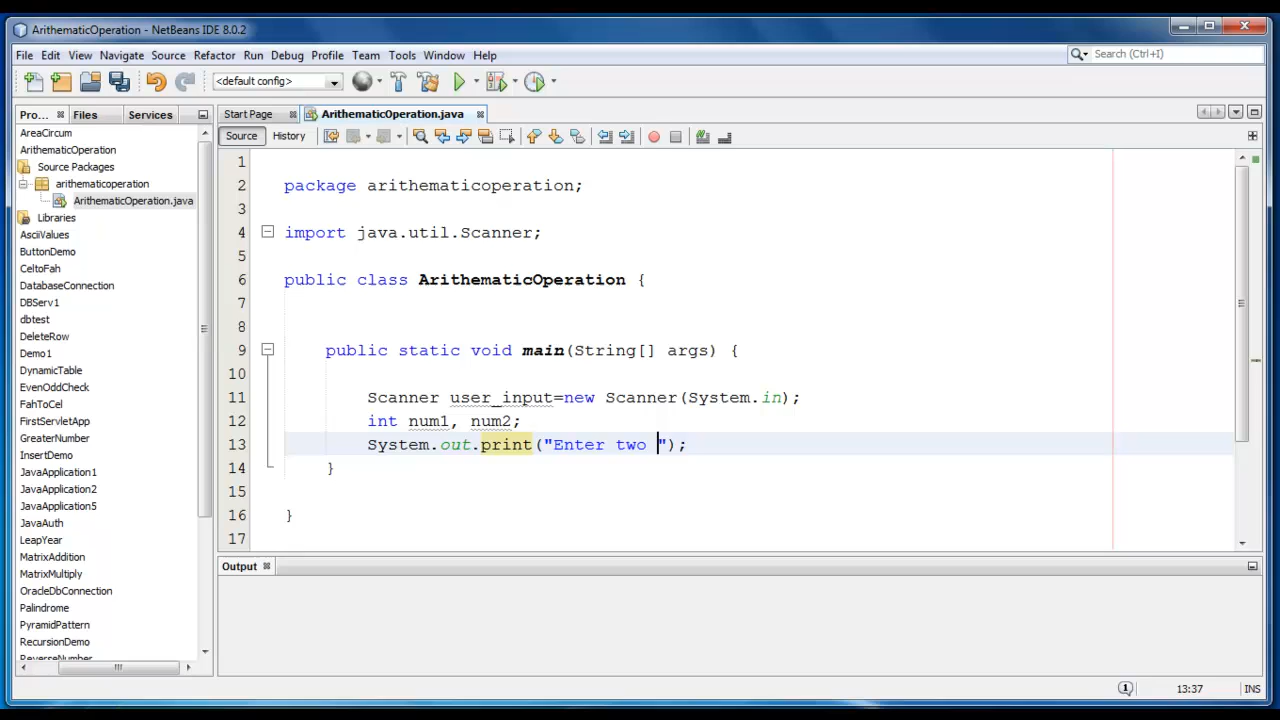 ArithematicOperation - NetBeans IDE 8.0.2
File Edit View Navigate Source Refactor Run Debug Profile Team Tools Window Help
Search (Ctrl+I)
<default config>
Pro... Files Services
Start Page ArithematicOperation.java
Source History
AreaCircum
ArithematicOperation
Source Packages
arithematicoperation
ArithematicOperation.java
Libraries
AsciiValues
ButtonDemo
CeltoFah
DatabaseConnection
DBServ1
dbtest
DeleteRow
Demo1
DynamicTable
EvenOddCheck
FahToCel
FirstServletApp
GreaterNumber
InsertDemo
JavaApplication1
JavaApplication2
JavaApplication5
JavaAuth
LeapYear
MatrixAddition
MatrixMultiply
OracleDbConnection
Palindrome
PyramidPattern
RecursionDemo
ReverseNumber
1
2 package arithematicoperation;
3
4 import java.util.Scanner;
5
6 public class ArithematicOperation {
7
8
9 public static void main(String[] args) {
10
11 Scanner user_input=new Scanner(System.in);
12 int num1, num2;
13 System.out.print("Enter two ");
14 }
15
16 }
17
Output
1 13:37 INS